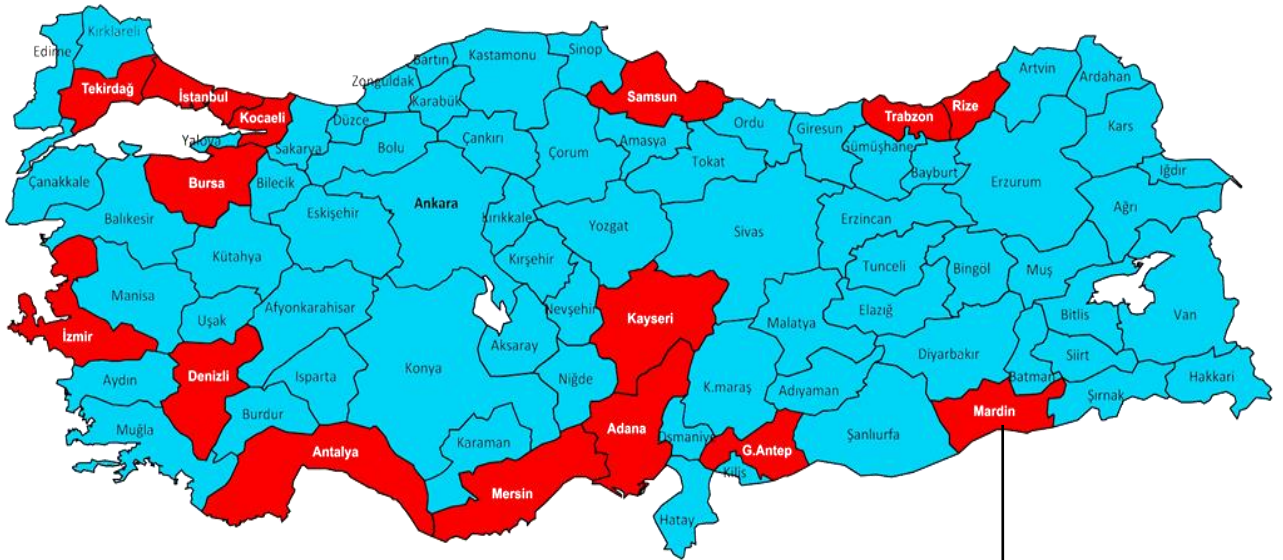 Kırklareli
Edirne
Tekirdağ
İstanbul
Kocaeli
Yalova
Sakarya
Düzce
Zonguldak
Bartın
Karabük
Kastamonu
Sinop
Samsun
Çankırı
Bolu
Çorum
Amasya
Tokat
Ordu
Giresun
Trabzon
Rize
Gümüşhane
Bayburt
Artvin
Ardahan
Kars
Iğdır
Ağrı
Erzurum
Erzincan
Çanakkale
Bursa
Bilecik
Balıkesir
Eskişehir
Ankara
Kırıkkale
Yozgat
Sivas
Kırşehir
Kütahya
Tunceli
Bingöl
Muş
Manisa
Uşak
Afyonkarahisar
Nevşehir
Kayseri
Malatya
Elazığ
Bitlis
Van
İzmir
Aksaray
Konya
Niğde
Diyarbakır
Siirt
Batman
Hakkari
Şırnak
Aydın
Denizli
Isparta
K.maraş
Adıyaman
Mardin
Muğla
Burdur
Antalya
Karaman
Adana
Osmaniye
G.Antep
Şanlıurfa
Mersin
Kilis
Hatay